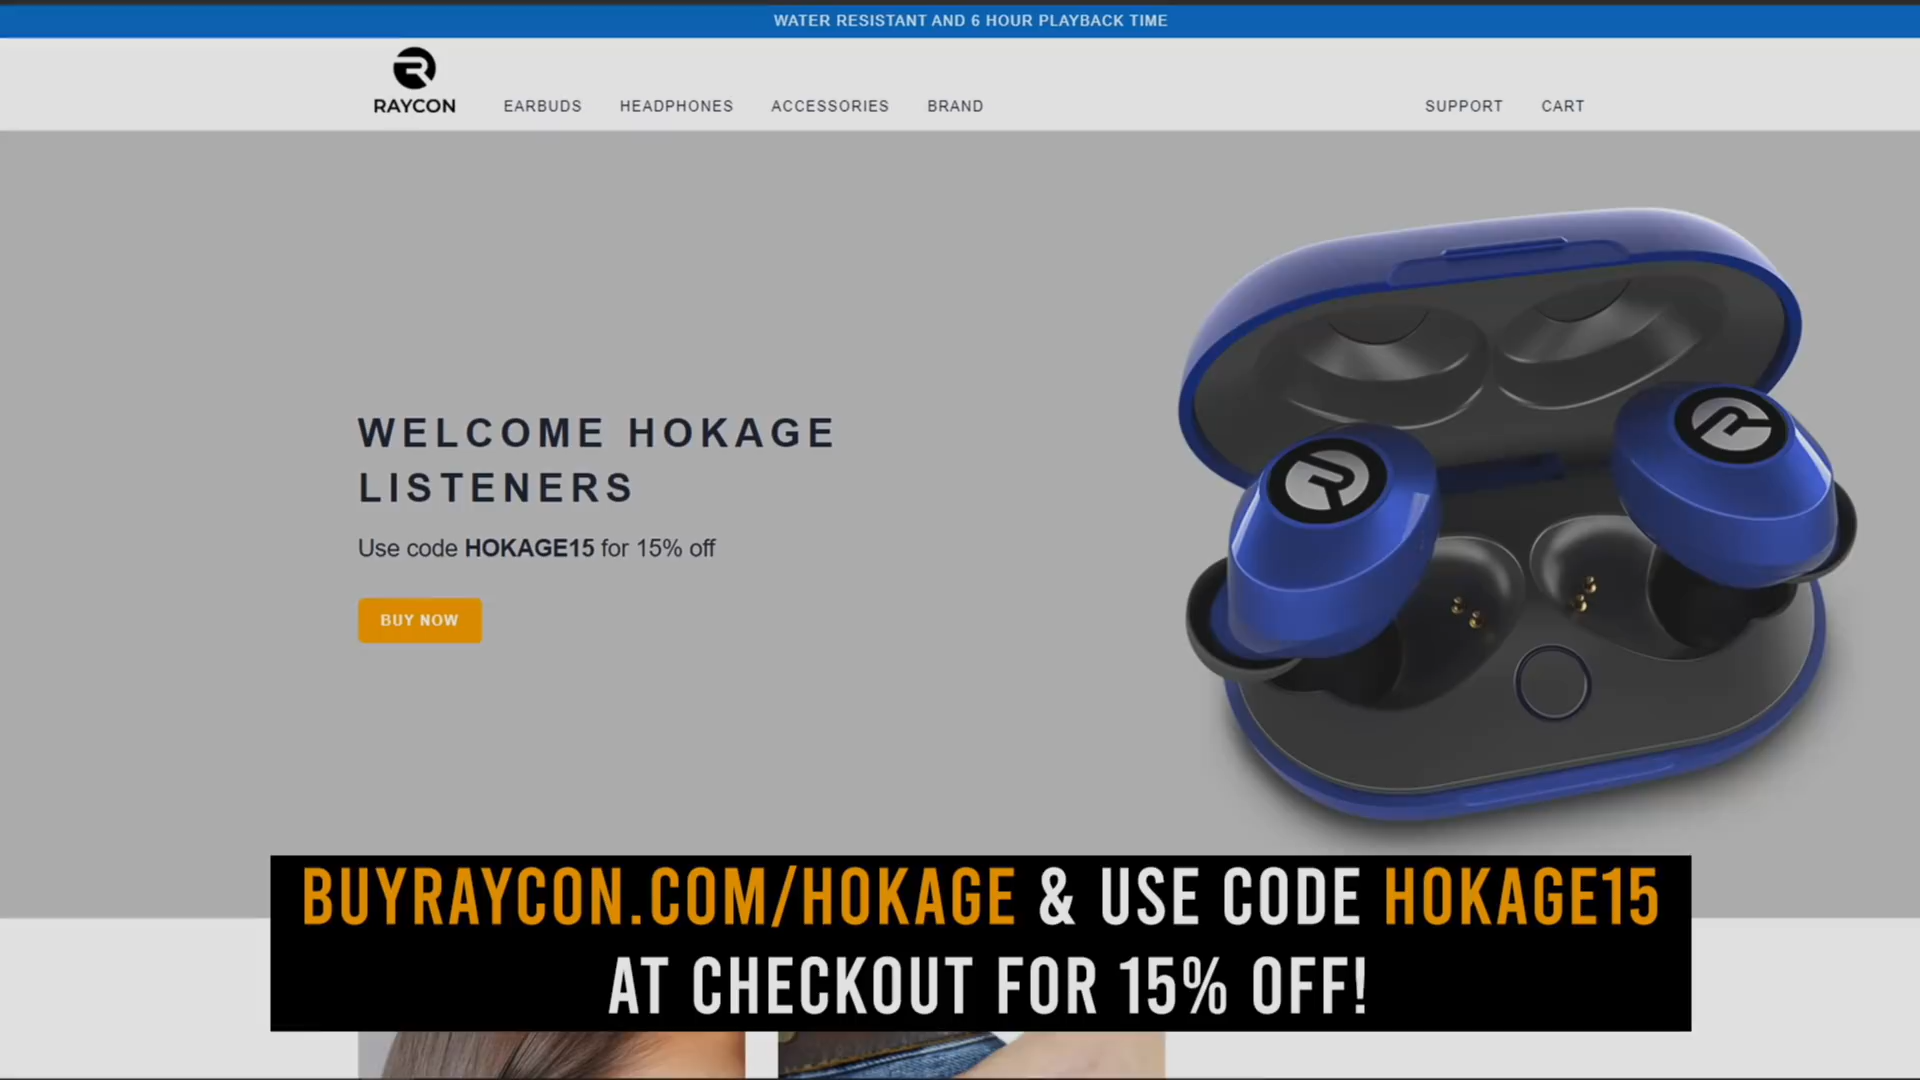 WATER RESISTANT AND 6 HOUR PLAYBACK TIME
RAYCON
EARBUDS HEADPHONES ACCESSORIES BRAND SUPPORT CART
WELCOME HOKAGE
LISTENERS
Use code HOKAGE15 for 15% off
BUY NOW
BUYRAYCON.COM/HOKAGE & USE CODE HOKAGE15
AT CHECKOUT FOR 15% OFF!